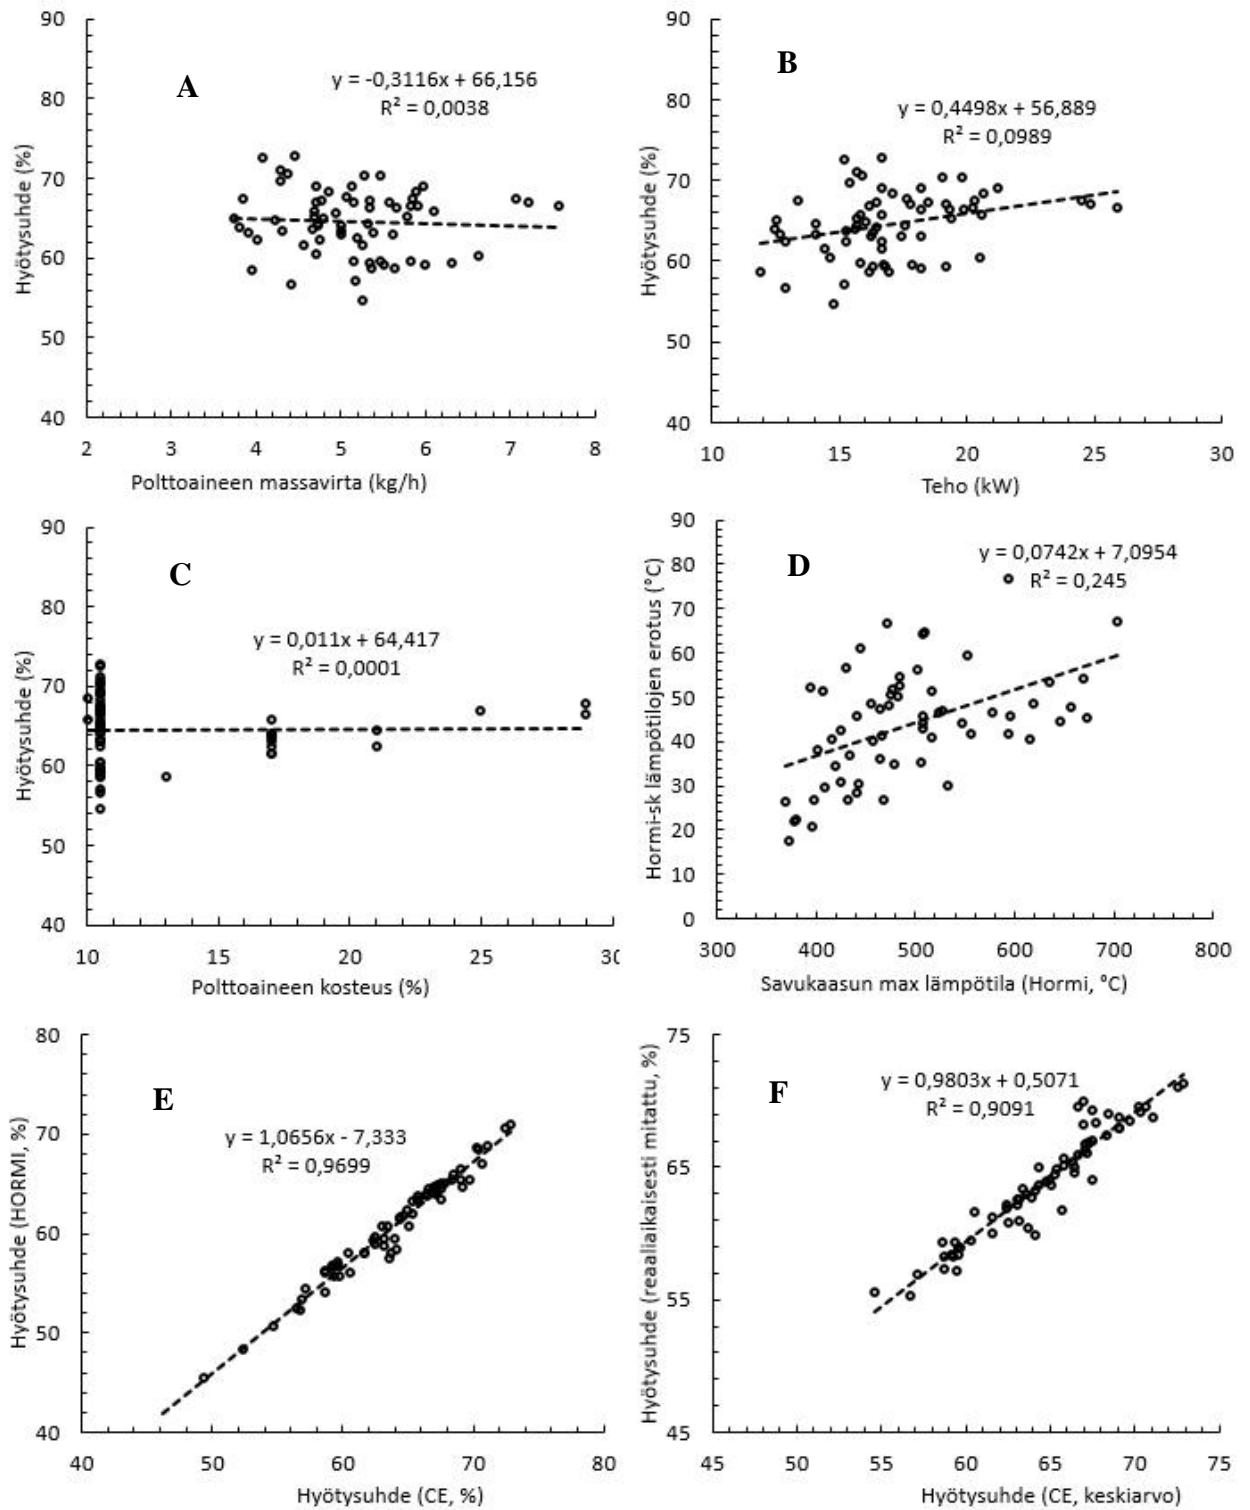 A
y = -0,3116x + 66,156
R² = 0,0038
Hyötysuhde (%)
90
80
70
60
50
40
2 3 4 5 6 7 8
Polttoaineen massavirta (kg/h)
B
y = 0,4498x + 56,889
R² = 0,0989
Hyötysuhde (%)
90
80
70
60
50
40
10 15 20 25 30
Teho (kW)
C
y = 0,011x + 64,417
R² = 0,0001
Hyötysuhde (%)
90
80
70
60
50
40
10 15 20 25 30
Polttoaineen kosteus (%)
D
y = 0,0742x + 7,0954
R² = 0,245
Hormi-sk lämpötilojen erotus (°C)
90
80
70
60
50
40
30
20
10
0
300 400 500 600 700 800
Savukaasun max lämpötila (Hormi, °C)
E
y = 1,0656x - 7,333
R² = 0,9699
Hyötysuhde (HORMI, %)
80
70
60
50
40
40 50 60 70 80
Hyötysuhde (CE, %)
F
y = 0,9803x + 0,5071
R² = 0,9091
Hyötysuhde (reaaliaikaisesti mitattu, %)
75
65
55
45
45 50 55 60 65 70 75
Hyötysuhde (CE, keskiarvo)